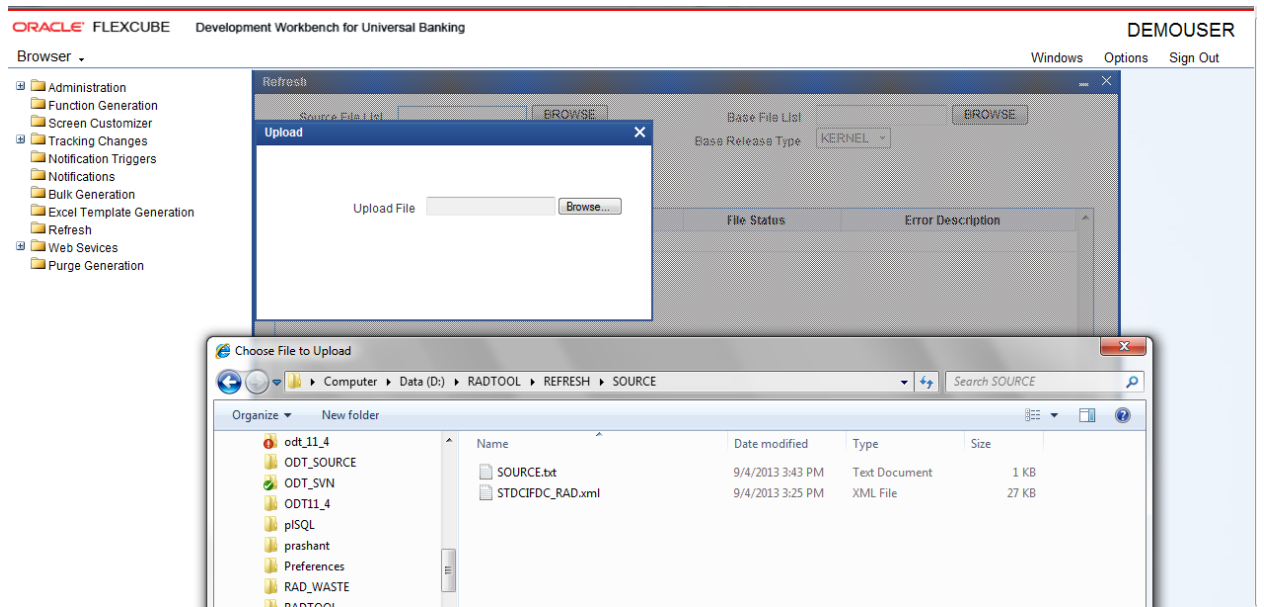 ORACLE® FLEXCUBE Development Workbench for Universal Banking DEMOUSER
Browser Windows Options Sign Out
Administration
Function Generation
Screen Customizer
Tracking Changes
Notification Triggers
Notifications
Bulk Generation
Excel Template Generation
Refresh
Web Sevices
Purge Generation
Refresh
Source File List BROWSE Base File List BROWSE
Base Release Type KERNEL
Upload
Upload File Browse...
File Status Error Description
Choose File to Upload
Computer Data (D:) RADTOOL REFRESH SOURCE Search SOURCE
Organize New folder
odt_11_4
ODT_SOURCE
ODT_SVN
ODT11_4
plSQL
prashant
Preferences
RAD_WASTE
RADTOOL
Name Date modified Type Size
SOURCE.txt 9/4/2013 3:43 PM Text Document 1 KB
STDCIFDC_RAD.xml 9/4/2013 3:25 PM XML File 27 KB